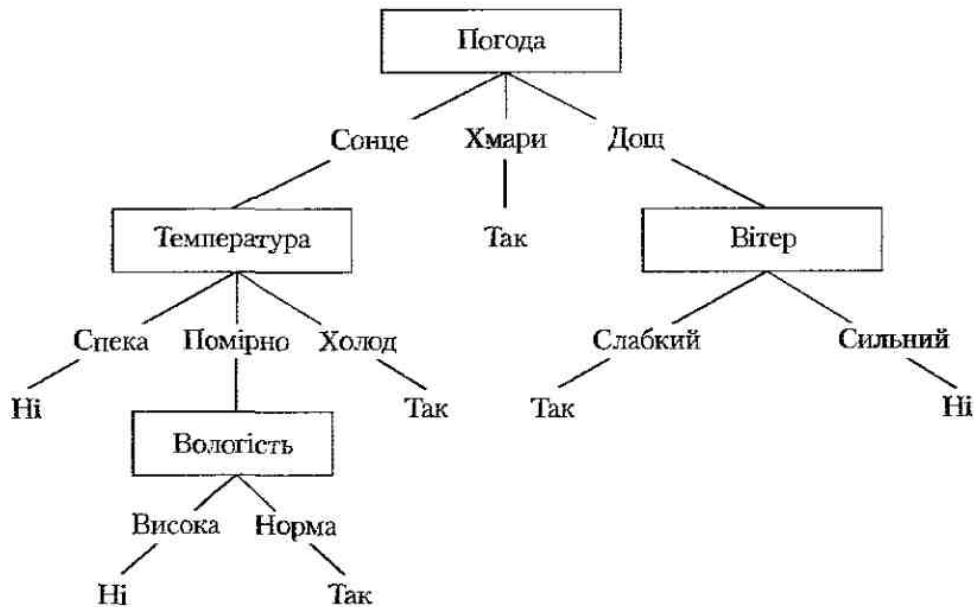 Погода
Сонце Хмари Дощ
Температура Так Вітер
Спека Помірно Холод Слабкий Сильний
Ні Так Так Ні
Вологість
Висока Норма
Ні Так